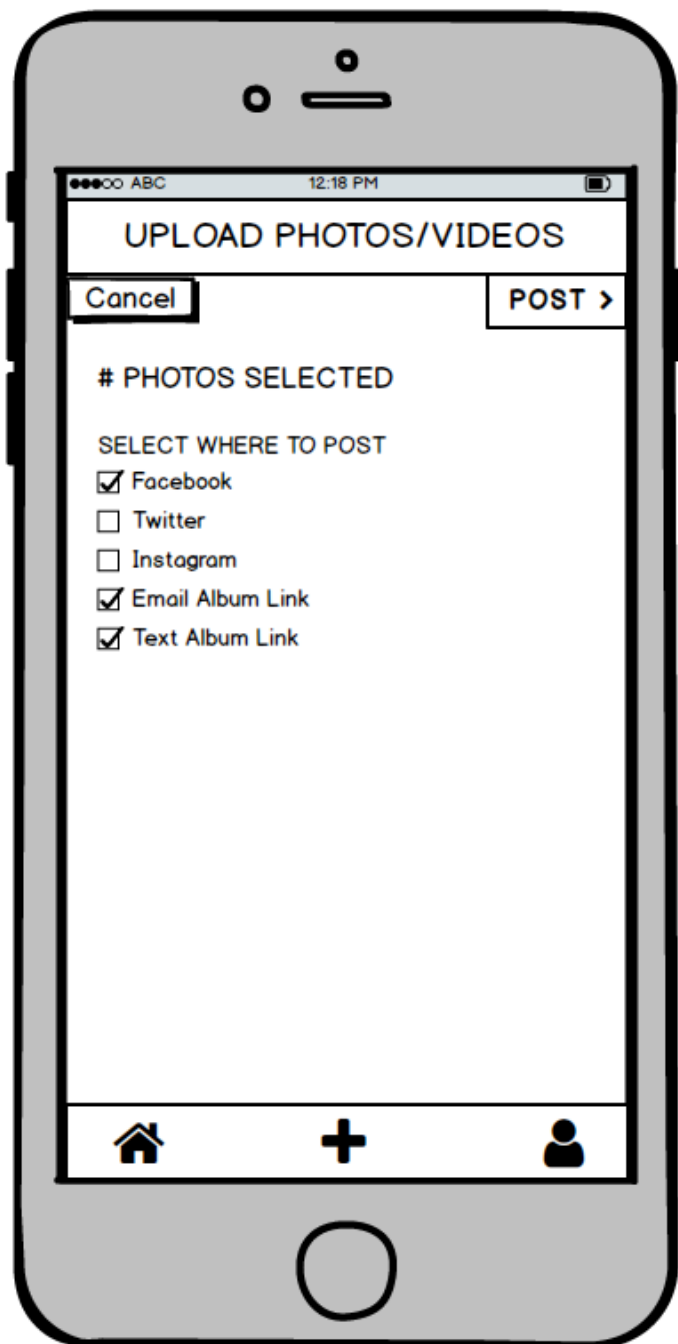 ABC 12:18 PM
UPLOAD PHOTOS/VIDEOS
Cancel POST >
# PHOTOS SELECTED
SELECT WHERE TO POST
Facebook
Twitter
Instagram
Email Album Link
Text Album Link